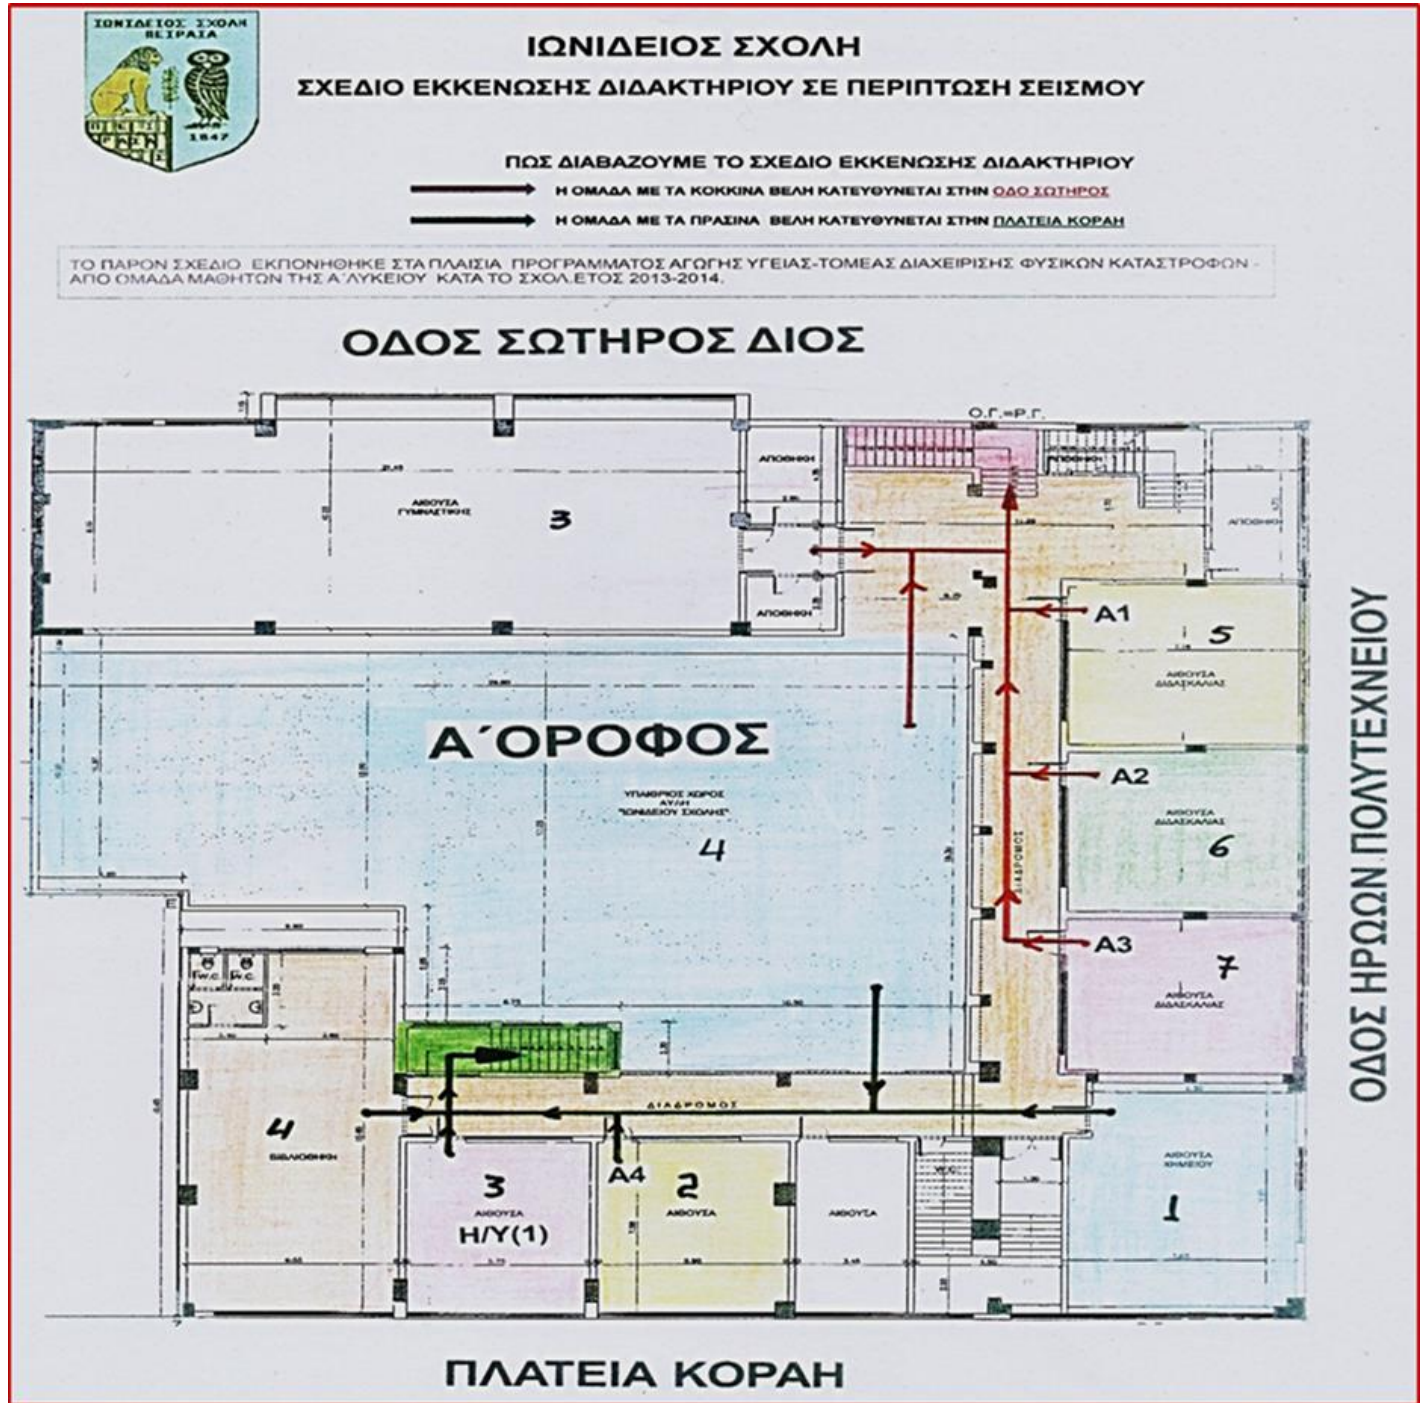 ΙΩΝΙΔΕΙΟΣ ΣΧΟΛΗ
ΠΕΙΡΑΙΑ
1847
ΙΩΝΙΔΕΙΟΣ ΣΧΟΛΗ
ΣΧΕΔΙΟ ΕΚΚΕΝΩΣΗΣ ΔΙΔΑΚΤΗΡΙΟΥ ΣΕ ΠΕΡΙΠΤΩΣΗ ΣΕΙΣΜΟΥ
ΠΩΣ ΔΙΑΒΑΖΟΥΜΕ ΤΟ ΣΧΕΔΙΟ ΕΚΚΕΝΩΣΗΣ ΔΙΔΑΚΤΗΡΙΟΥ
Η ΟΜΑΔΑ ΜΕ ΤΑ ΚΟΚΚΙΝΑ ΒΕΛΗ ΚΑΤΕΥΘΥΝΕΤΑΙ ΣΤΗΝ ΟΔΟ ΣΩΤΗΡΟΣ
Η ΟΜΑΔΑ ΜΕ ΤΑ ΠΡΑΣΙΝΑ ΒΕΛΗ ΚΑΤΕΥΘΥΝΕΤΑΙ ΣΤΗΝ ΠΛΑΤΕΙΑ ΚΟΡΑΗ
ΤΟ ΠΑΡΟΝ ΣΧΕΔΙΟ ΕΚΠΟΝΗΘΗΚΕ ΣΤΑ ΠΛΑΙΣΙΑ ΠΡΟΓΡΑΜΜΑΤΟΣ ΑΓΩΓΗΣ ΥΓΕΙΑΣ-ΤΟΜΕΑΣ ΔΙΑΧΕΙΡΙΣΗΣ ΦΥΣΙΚΩΝ ΚΑΤΑΣΤΡΟΦΩΝ -
ΑΠΟ ΟΜΑΔΑ ΜΑΘΗΤΩΝ ΤΗΣ Α΄ΛΥΚΕΙΟΥ ΚΑΤΑ ΤΟ ΣΧΟΛ.ΕΤΟΣ 2013-2014.
ΟΔΟΣ ΣΩΤΗΡΟΣ ΔΙΟΣ
Ο.Γ.=Ρ.Γ.
ΑΠΟΘΗΚΗ
ΑΠΟΘΗΚΗ
ΑΙΘΟΥΣΑ
ΓΥΜΝΑΣΤΙΚΗΣ
3
ΑΠΟΘΗΚΗ
ΑΠΟΘΗΚΗ
Α1
5
ΑΙΘΟΥΣΑ
ΔΙΔΑΣΚΑΛΙΑΣ
Α΄ΟΡΟΦΟΣ
ΥΠΑΙΘΡΙΟΣ ΧΩΡΟΣ
ΑΥΛΗ
"ΙΩΝΙΔΕΙΟΥ ΣΧΟΛΗΣ"
4
Α2
ΑΙΘΟΥΣΑ
ΔΙΔΑΣΚΑΛΙΑΣ
6
ΔΙΑΔΡΟΜΟΣ
Α3
7
ΑΙΘΟΥΣΑ
ΔΙΔΑΣΚΑΛΙΑΣ
ΟΔΟΣ ΗΡΩΩΝ ΠΟΛΥΤΕΧΝΕΙΟΥ
W.C.
W.C.
ΔΙΑΔΡΟΜΟΣ
4
ΒΙΒΛΙΟΘΗΚΗ
3
ΑΙΘΟΥΣΑ
Η/Υ(1)
Α4
2
ΑΙΘΟΥΣΑ
ΑΙΘΟΥΣΑ
W.C.
ΑΙΘΟΥΣΑ
ΧΗΜΕΙΟΥ
1
ΠΛΑΤΕΙΑ ΚΟΡΑΗ